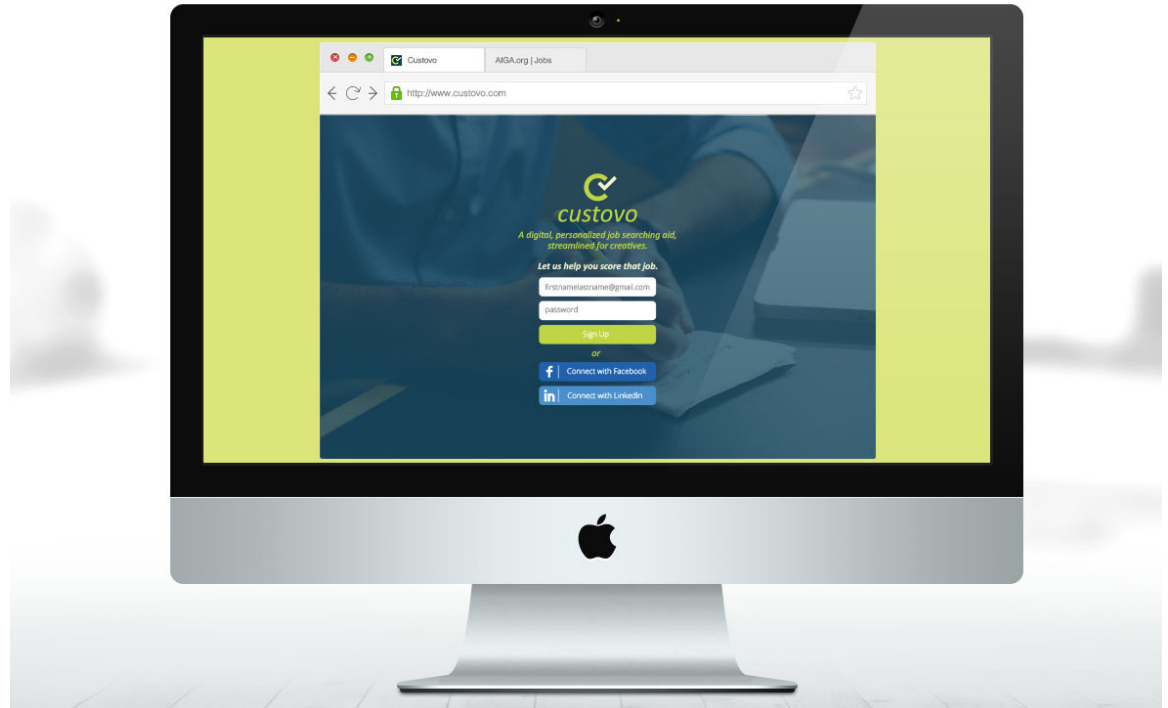 Custovo
AIGA.org | Jobs
http://www.custovo.com
custovo
A digital, personalized job searching aid,
streamlined for creatives.
Let us help you score that job.
firstnamelastname@gmail.com
password
Sign Up
or
f Connect with Facebook
in Connect with LinkedIn